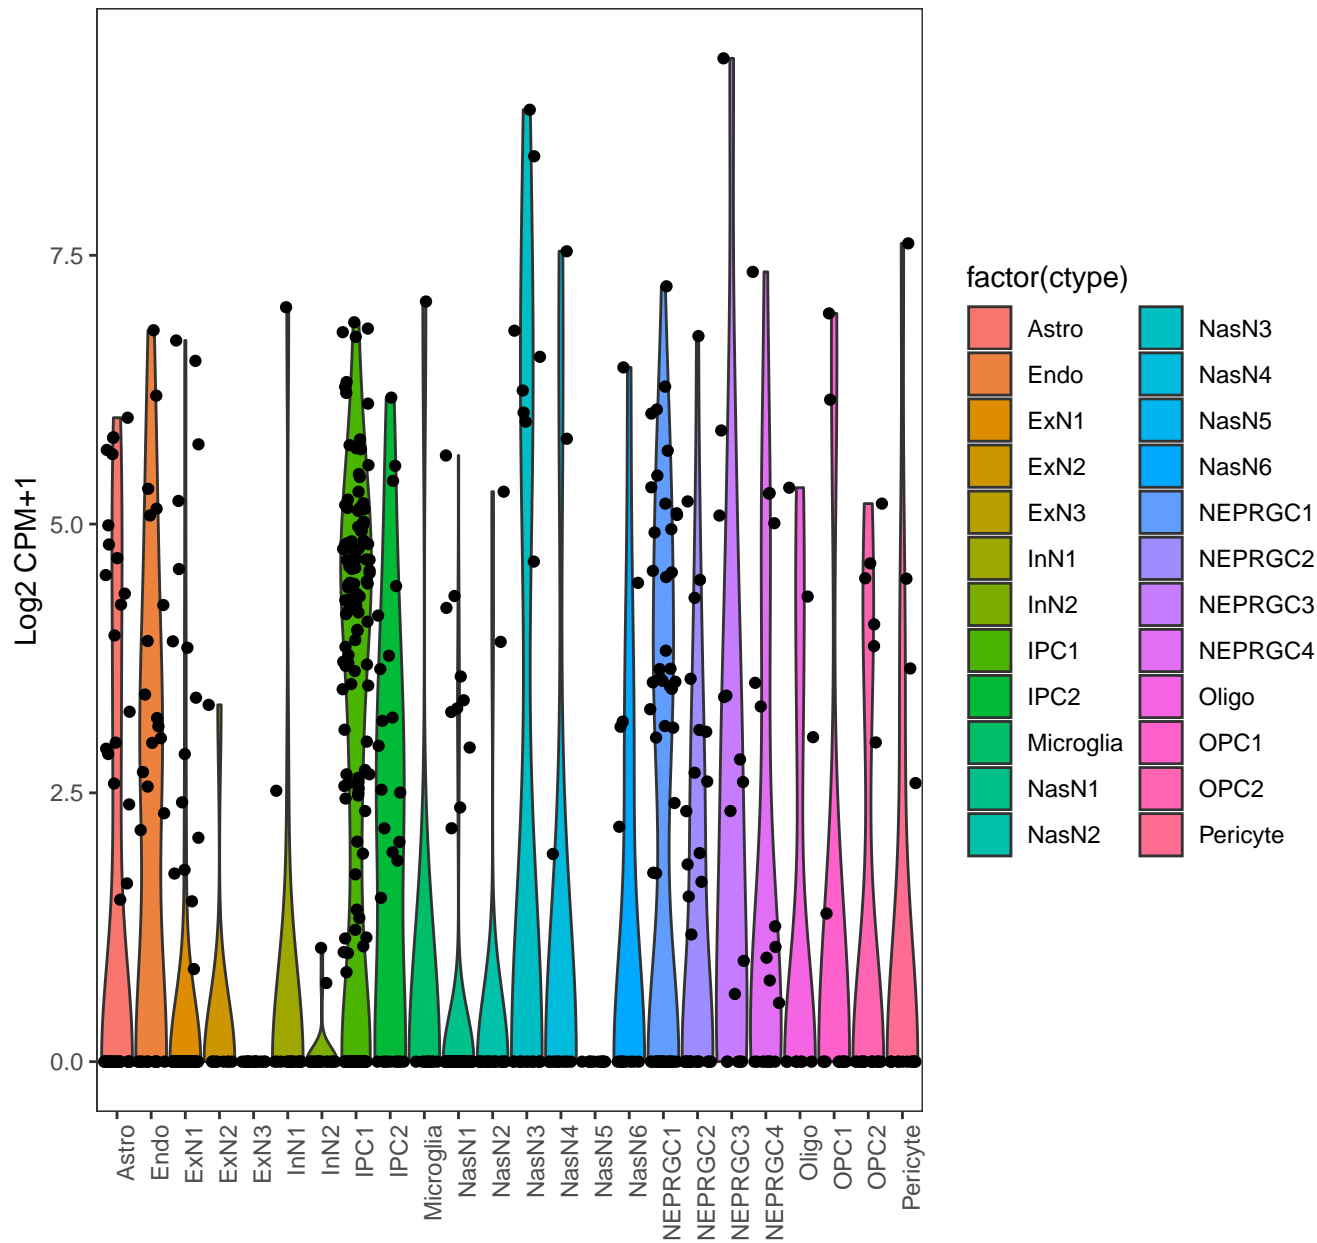 Log2 CPM+1
7.5
5.0
2.5
0.0
Astro
Endo
ExN1
ExN2
ExN3
InN1
InN2
IPC1
IPC2
Microglia
NasN1
NasN2
NasN3
NasN4
NasN5
NasN6
NEPRGC1
NEPRGC2
NEPRGC3
NEPRGC4
Oligo
OPC1
OPC2
Pericyte
factor(ctype)
Astro
Endo
ExN1
ExN2
ExN3
InN1
InN2
IPC1
IPC2
Microglia
NasN1
NasN2
NasN3
NasN4
NasN5
NasN6
NEPRGC1
NEPRGC2
NEPRGC3
NEPRGC4
Oligo
OPC1
OPC2
Pericyte